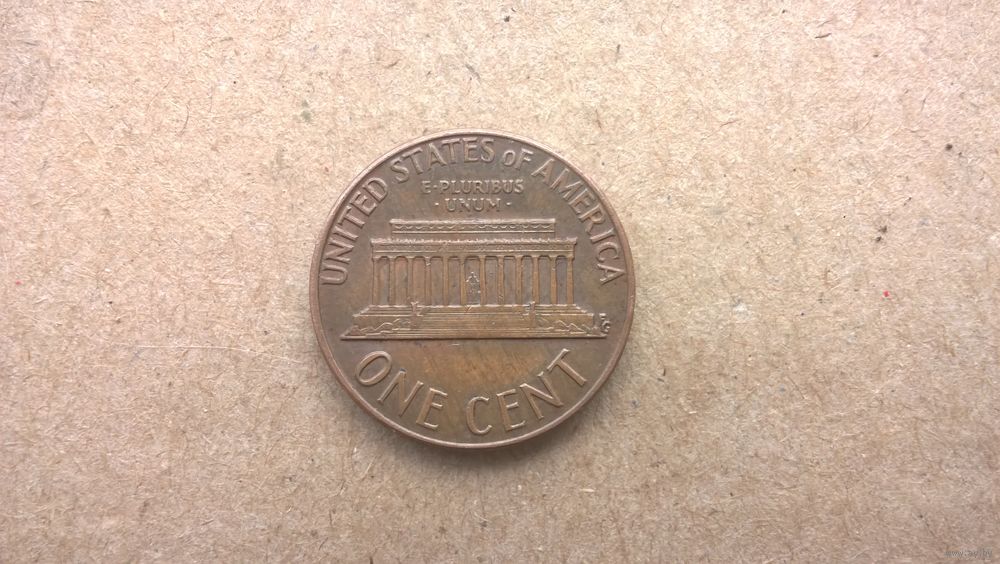 UNITED STATES OF AMERICA
E·PLURIBUS
·UNUM·
FG
ONE CENT